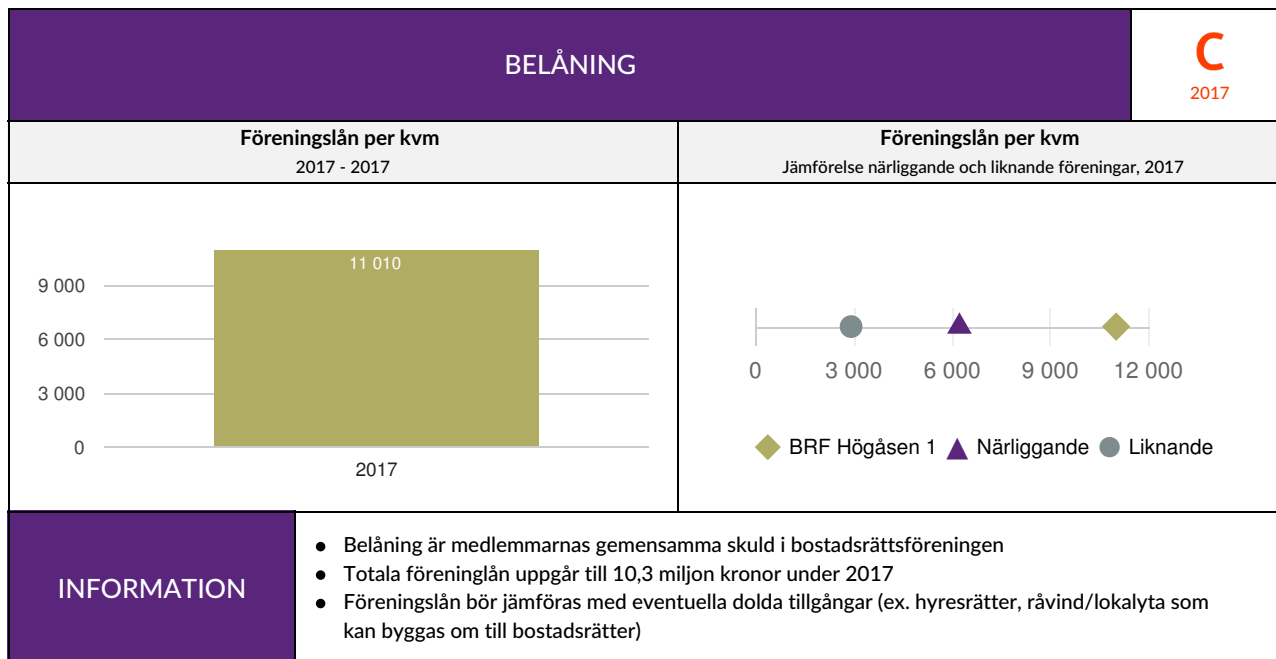 BELÅNING
C
2017
Föreningslån per kvm
2017 - 2017
Föreningslån per kvm
Jämförelse närliggande och liknande föreningar, 2017
11 010
9 000
6 000
3 000
0
2017
0 3 000 6 000 9 000 12 000
BRF Högåsen 1 Närliggande Liknande
INFORMATION
● Belåning är medlemmarnas gemensamma skuld i bostadsrättsföreningen
● Totala föreninglån uppgår till 10,3 miljon kronor under 2017
● Föreningslån bör jämföras med eventuella dolda tillgångar (ex. hyresrätter, råvind/lokalyta som
kan byggas om till bostadsrätter)